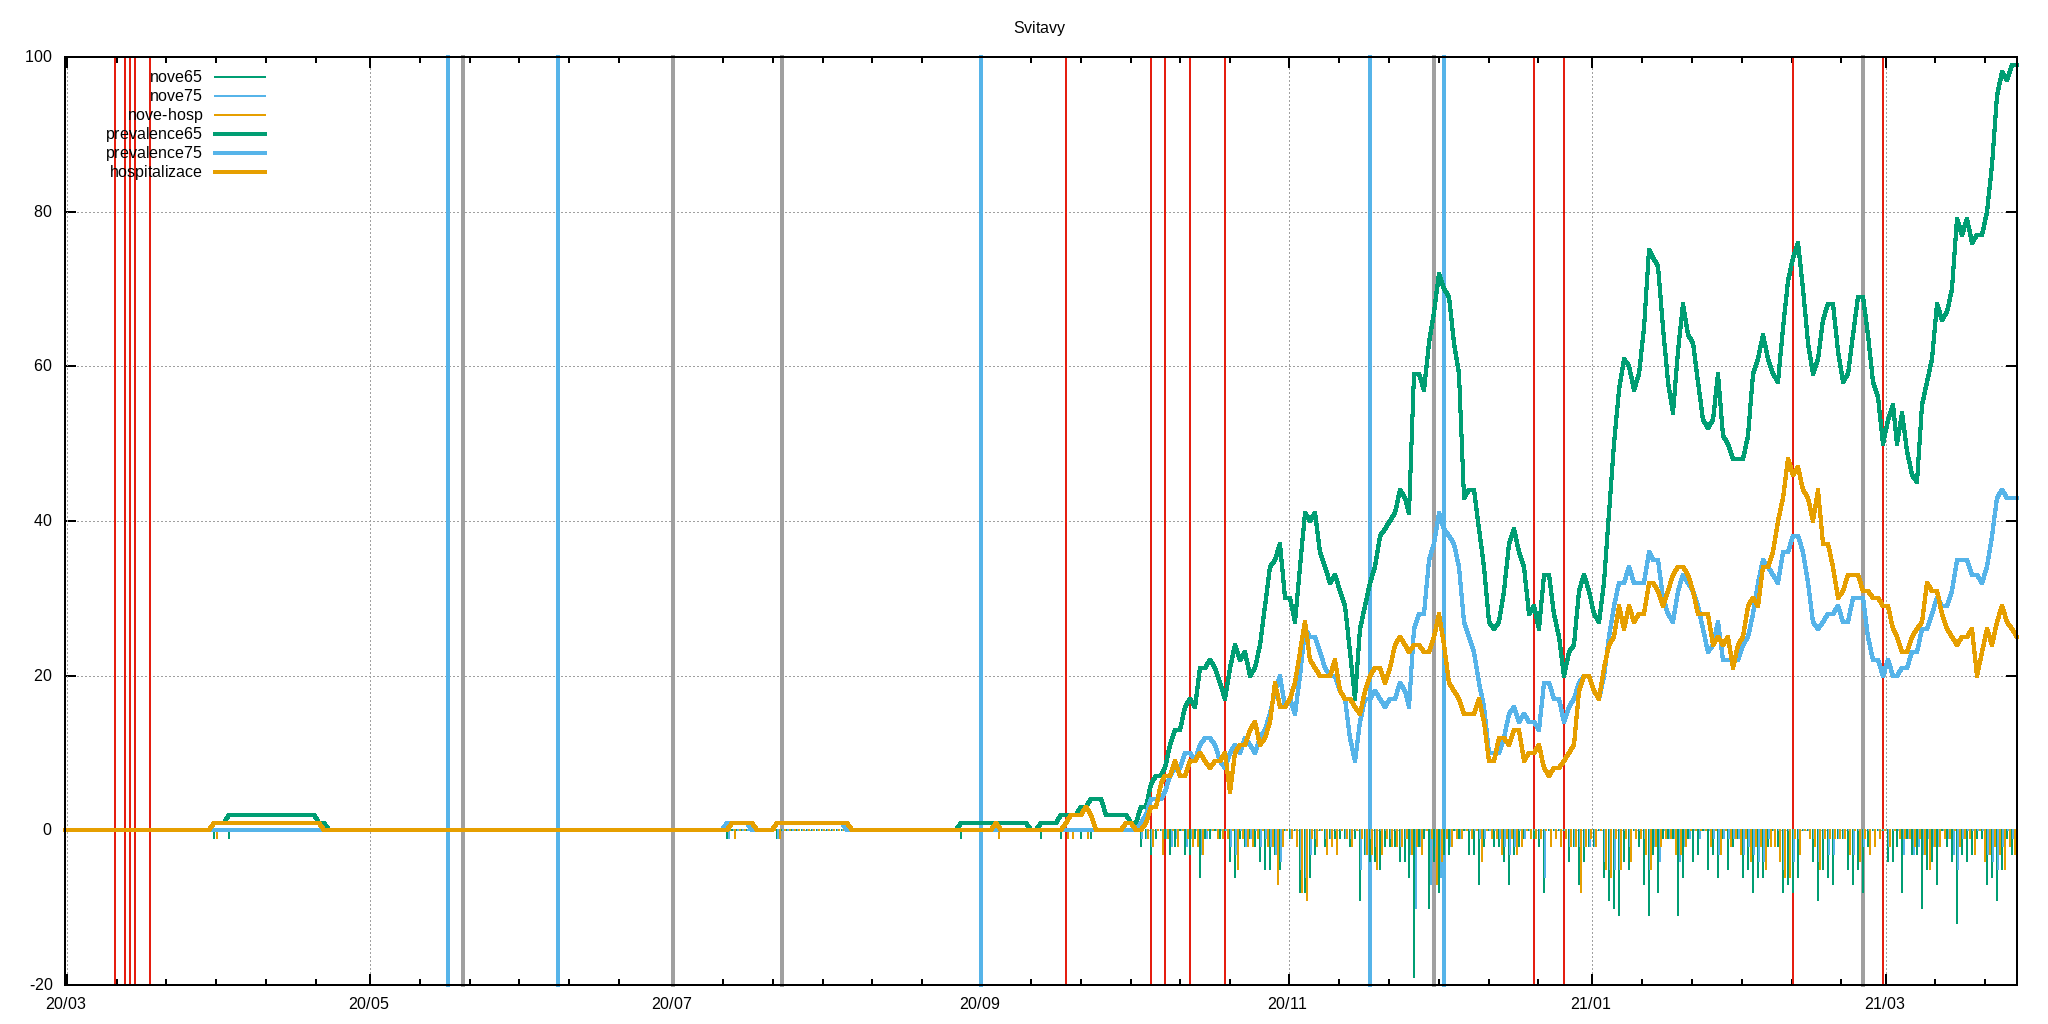 Svitavy
100
80
60
40
20
0
-20
nove65
nove75
nove-hosp
prevalence65
prevalence75
hospitalizace
20/03 20/05 20/07 20/09 20/11 21/01 21/03